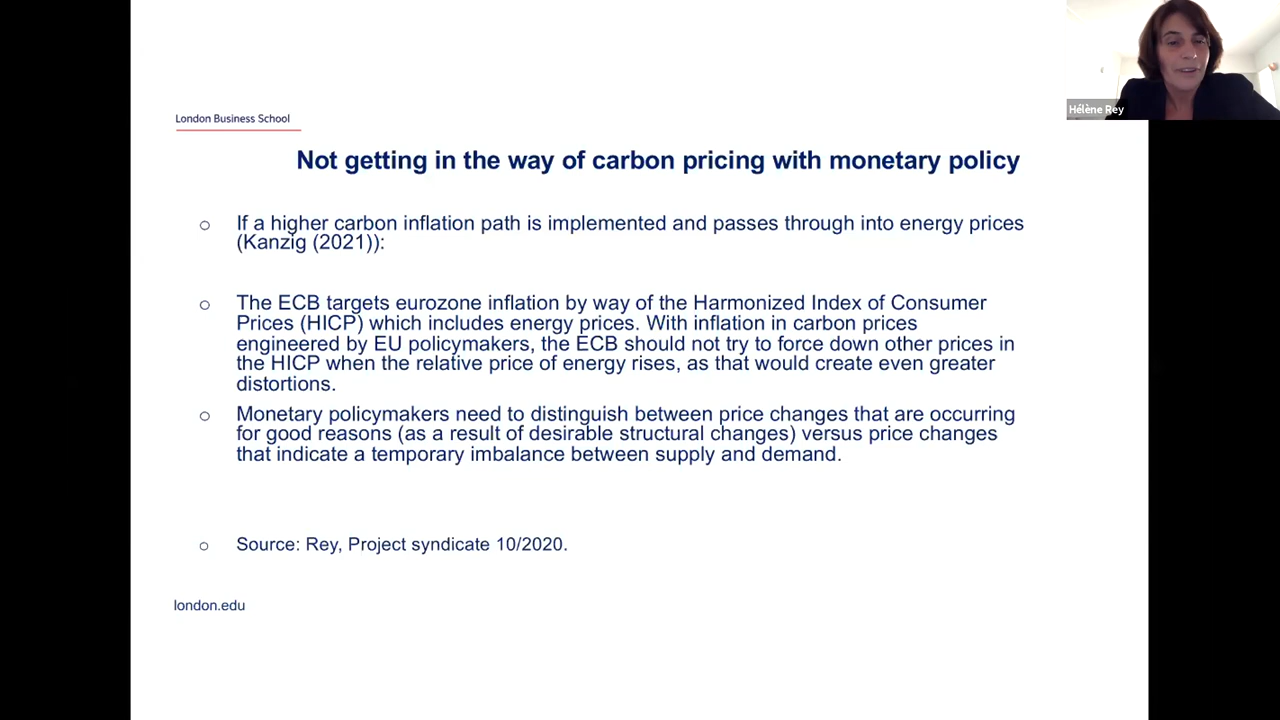 Hélène Rey
London Business School
Not getting in the way of carbon pricing with monetary policy
o If a higher carbon inflation path is implemented and passes through into energy prices
(Kanzig (2021)):
o The ECB targets eurozone inflation by way of the Harmonized Index of Consumer
Prices (HICP) which includes energy prices. With inflation in carbon prices
engineered by EU policymakers, the ECB should not try to force down other prices in
the HICP when the relative price of energy rises, as that would create even greater
distortions.
o Monetary policymakers need to distinguish between price changes that are occurring
for good reasons (as a result of desirable structural changes) versus price changes
that indicate a temporary imbalance between supply and demand.
o Source: Rey, Project syndicate 10/2020.
london.edu